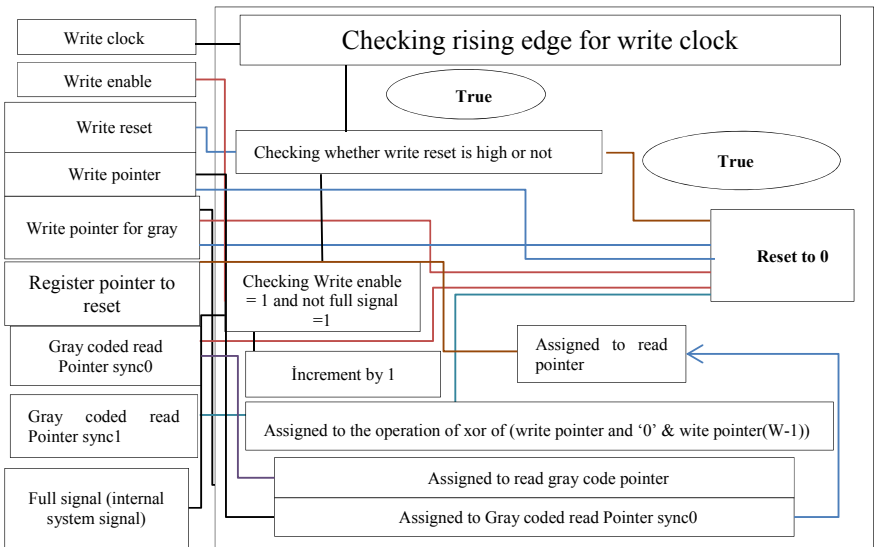 Write clock
Checking rising edge for write clock
Write enable
True
Write reset
Checking whether write reset is high or not
True
Write pointer
Write pointer for gray
Reset to 0
Register pointer to
reset
Checking Write enable
= 1 and not full signal
=1
Gray coded read
Pointer sync0
Assigned to read
pointer
İncrement by 1
Gray coded read
Pointer sync1
Assigned to the operation of xor of (write pointer and ‘0’ & wite pointer(W-1))
Assigned to read gray code pointer
Full signal (internal
system signal)
Assigned to Gray coded read Pointer sync0